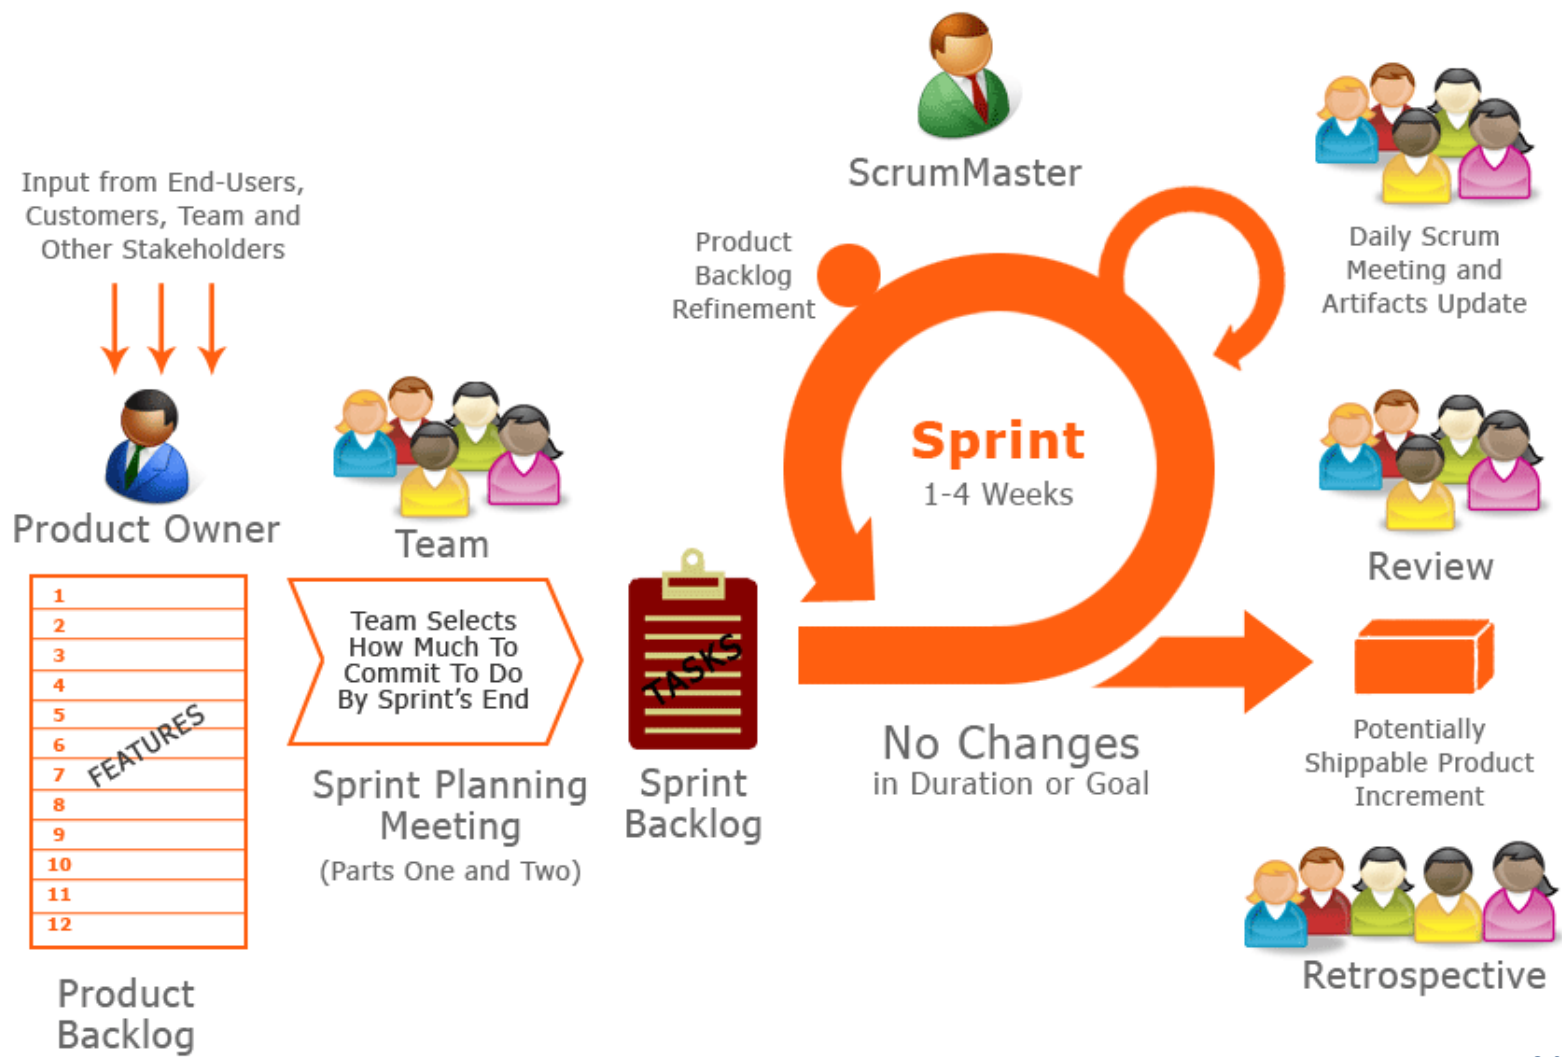 Input from End-Users,
Customers, Team and
Other Stakeholders
Product Owner
1
2
3
4
5
6
7
8
9
10
11
12
FEATURES
Product
Backlog
Team
Team Selects
How Much To
Commit To Do
By Sprint's End
Sprint Planning
Meeting
(Parts One and Two)
TASKS
Sprint
Backlog
ScrumMaster
Product
Backlog
Refinement
Sprint
1-4 Weeks
No Changes
in Duration or Goal
Daily Scrum
Meeting and
Artifacts Update
Review
Potentially
Shippable Product
Increment
Retrospective